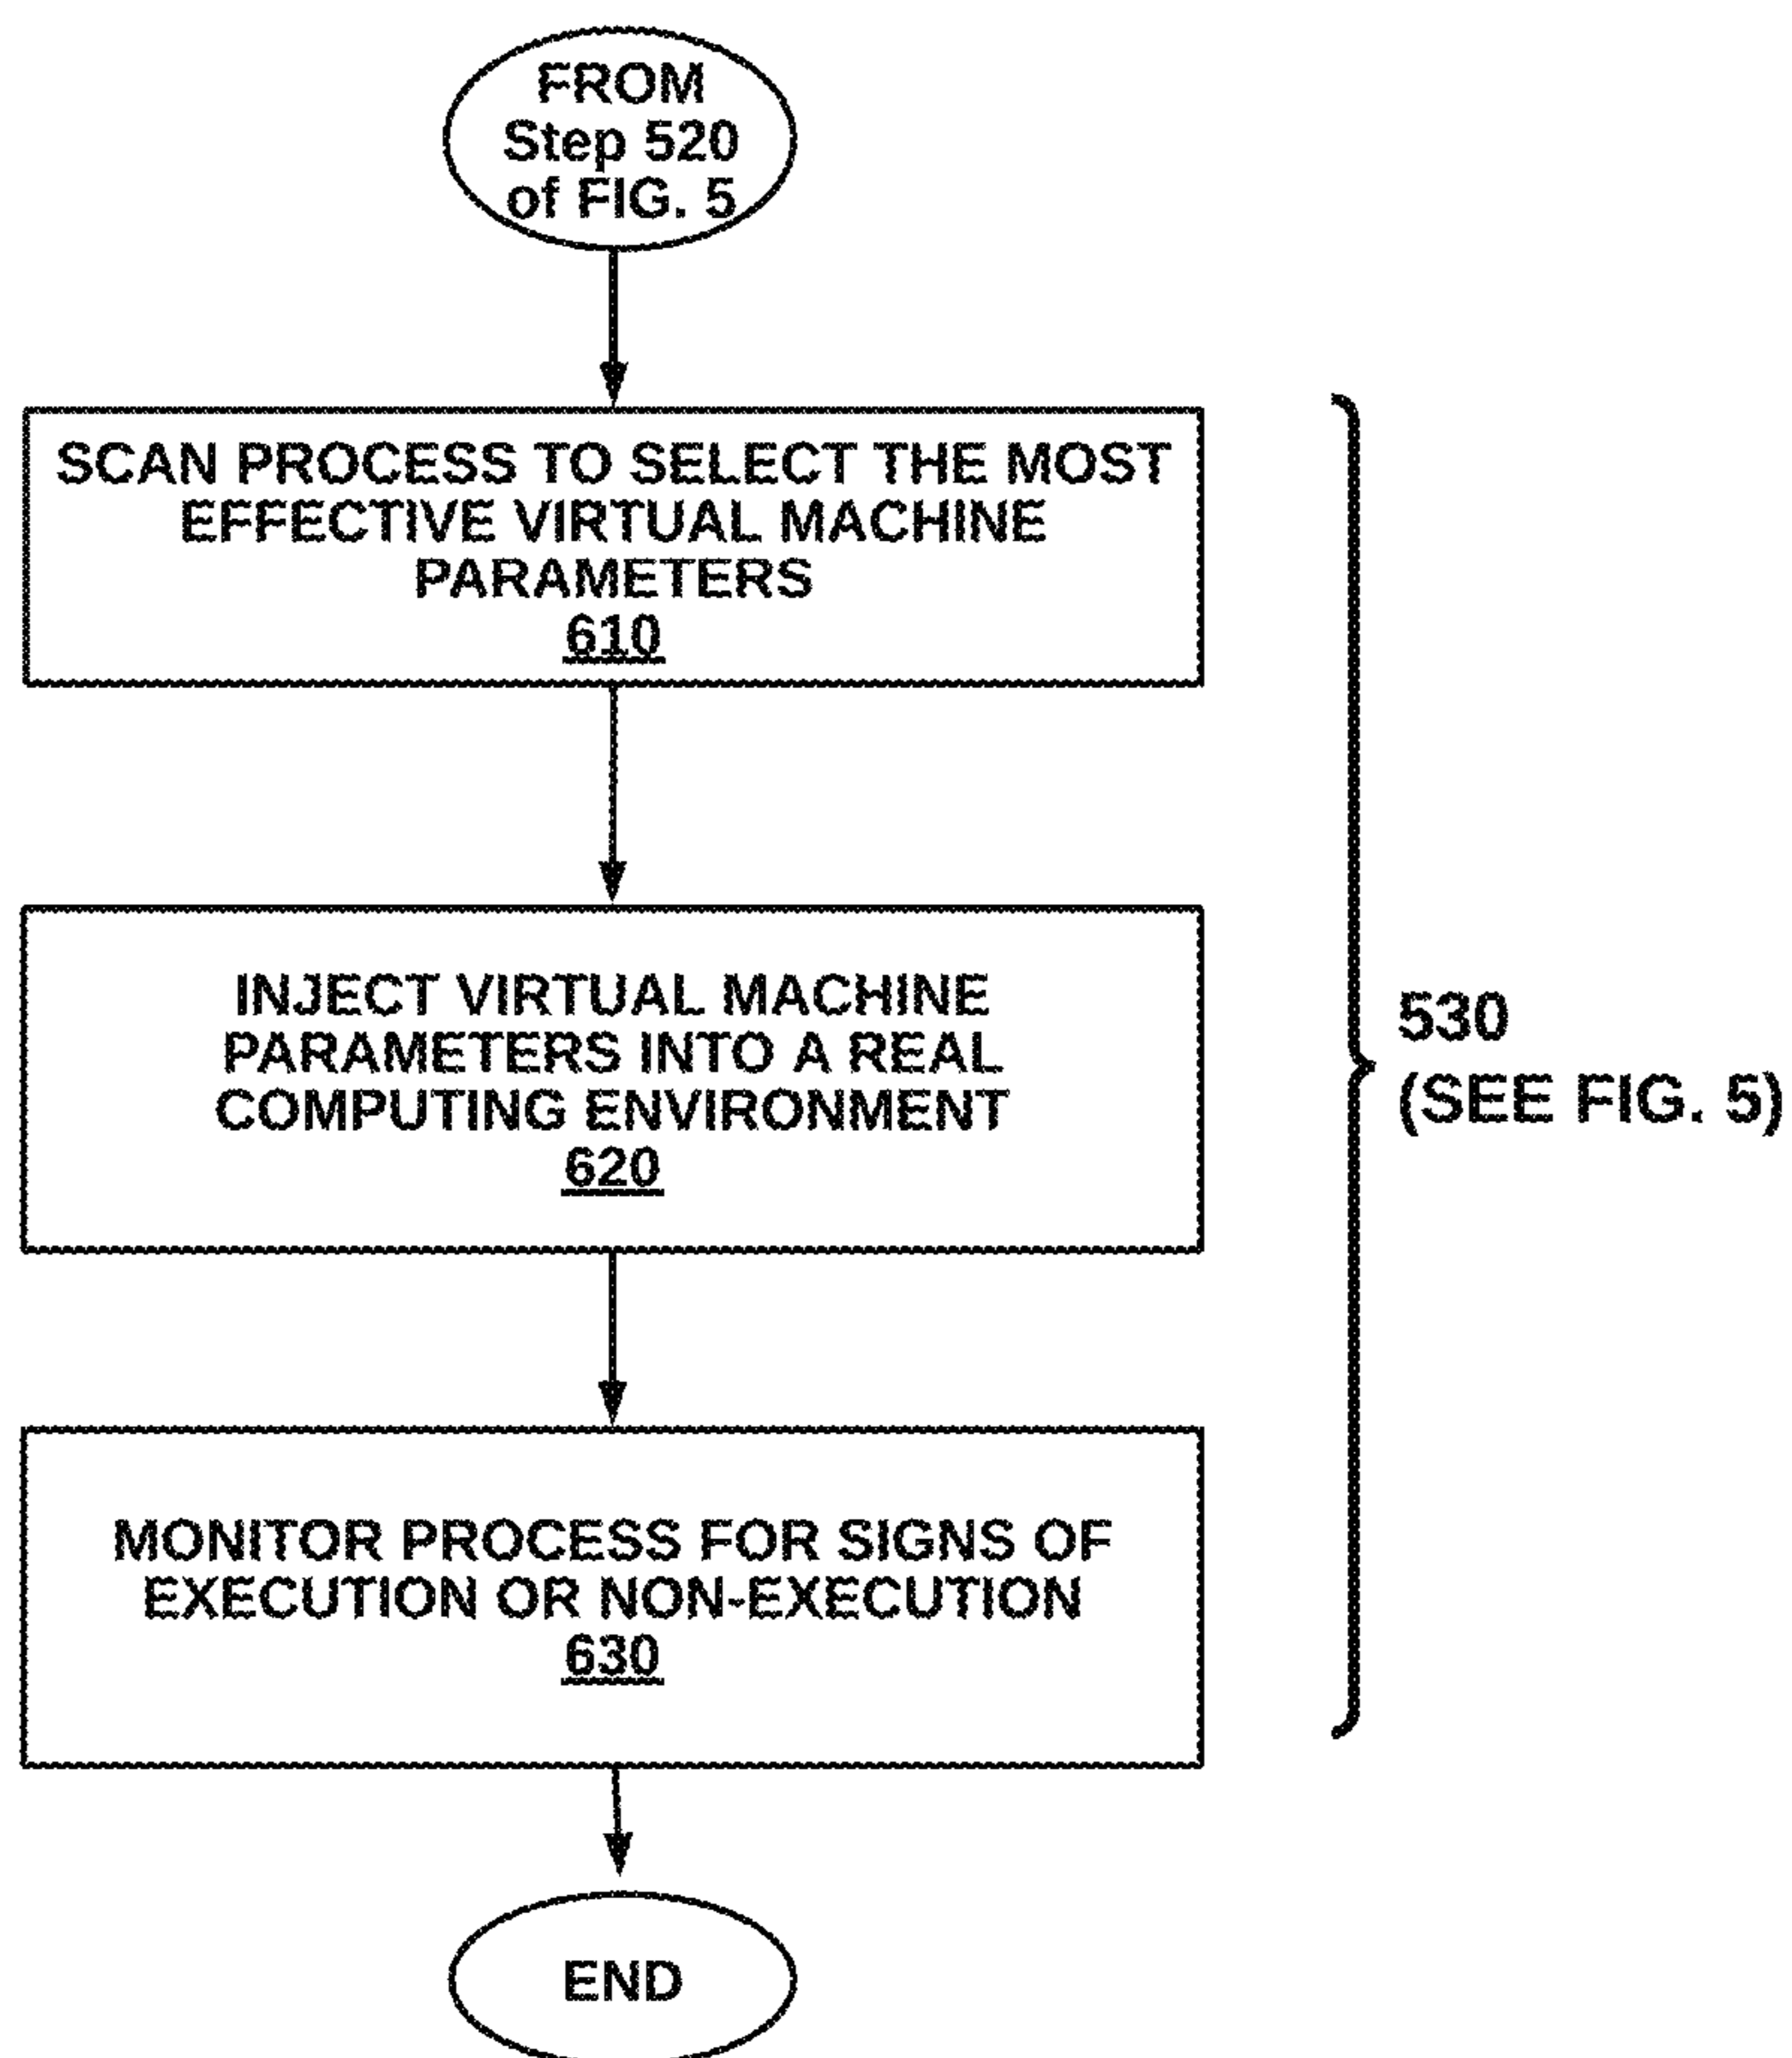 FROM
Step 520
of FIG. 5
SCAN PROCESS TO SELECT THE MOST
EFFECTIVE VIRTUAL MACHINE
PARAMETERS
610
INJECT VIRTUAL MACHINE
PARAMETERS INTO A REAL
COMPUTING ENVIRONMENT
620
530
(SEE FIG. 5)
MONITOR PROCESS FOR SIGNS OF
EXECUTION OR NON-EXECUTION
630
END